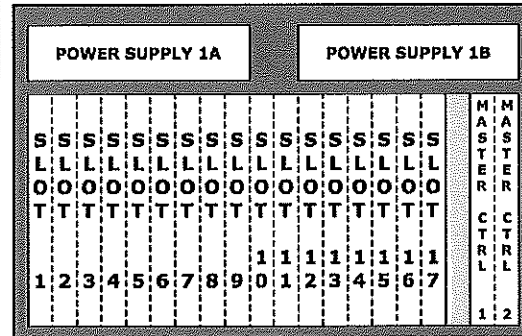 POWER SUPPLY 1A
POWER SUPPLY 1B
SLOT 1
SLOT 2
SLOT 3
SLOT 4
SLOT 5
SLOT 6
SLOT 7
SLOT 8
SLOT 9
SLOT 10
SLOT 11
SLOT 12
SLOT 13
SLOT 14
SLOT 15
SLOT 16
SLOT 17
MASTER CTRL 1
MASTER CTRL 2